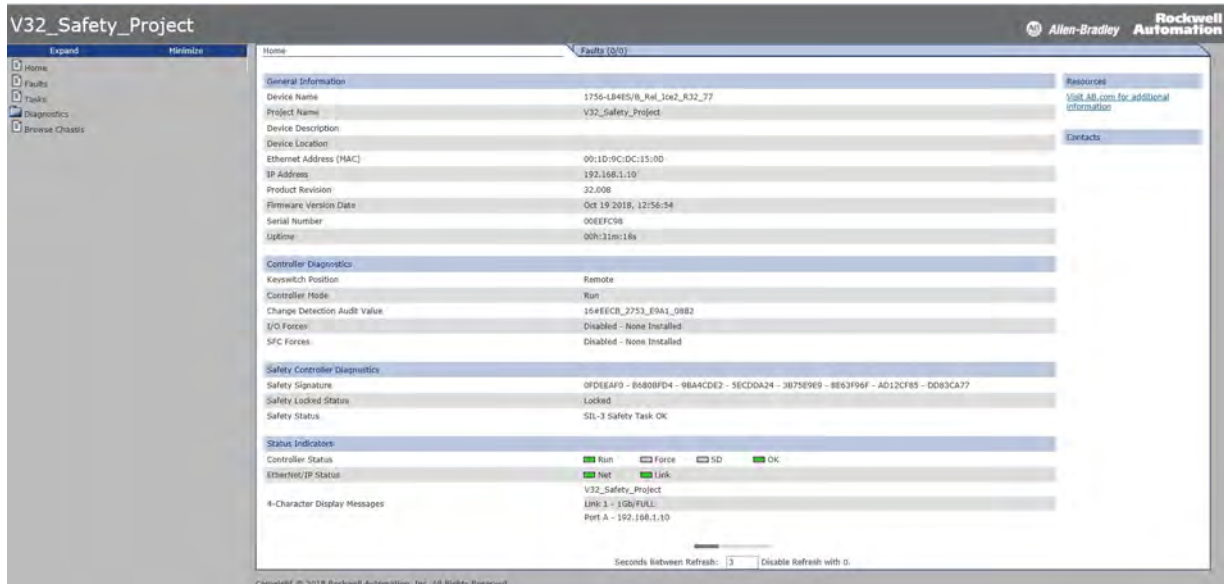 V32_Safety_Project
Allen-Bradley
Rockwell
Automation
Expand Minimize
Home
Faults
Tasks
Diagnostics
Browse Chassis
Home Faults (0/0)
General Information
Device Name 1756-L84ES/B_Rel_Ice2_R32_77
Project Name V32_Safety_Project
Device Description
Device Location
Ethernet Address (MAC) 00:1D:9C:DC:15:0D
IP Address 192.168.1.10
Product Revision 32.008
Firmware Version Date Oct 19 2018, 12:56:54
Serial Number 00EEFC98
Uptime 00h:31m:16s
Controller Diagnostics
Keyswitch Position Remote
Controller Mode Run
Change Detection Audit Value 16#EECB_2753_E9A1_08B2
I/O Forces Disabled - None Installed
SFC Forces Disabled - None Installed
Safety Controller Diagnostics
Safety Signature 0FDEEAF0 - B680BFD4 - 9BA4CDE2 - 5ECD0A24 - 3B75E9E9 - 8E63F96F - AD12CF85 - DD83CA77
Safety Locked Status Locked
Safety Status SIL-3 Safety Task OK
Status Indicators
Controller Status Run Force SD OK
EtherNet/IP Status Net Link
4-Character Display Messages
V32_Safety_Project
Link 1 - 1Gb/FULL
Port A - 192.168.1.10
Seconds Between Refresh: 3 Disable Refresh with 0.
Resources
Visit AB.com for additional
information
Contacts
Copyright © 2018 Rockwell Automation, Inc. All Rights Reserved.